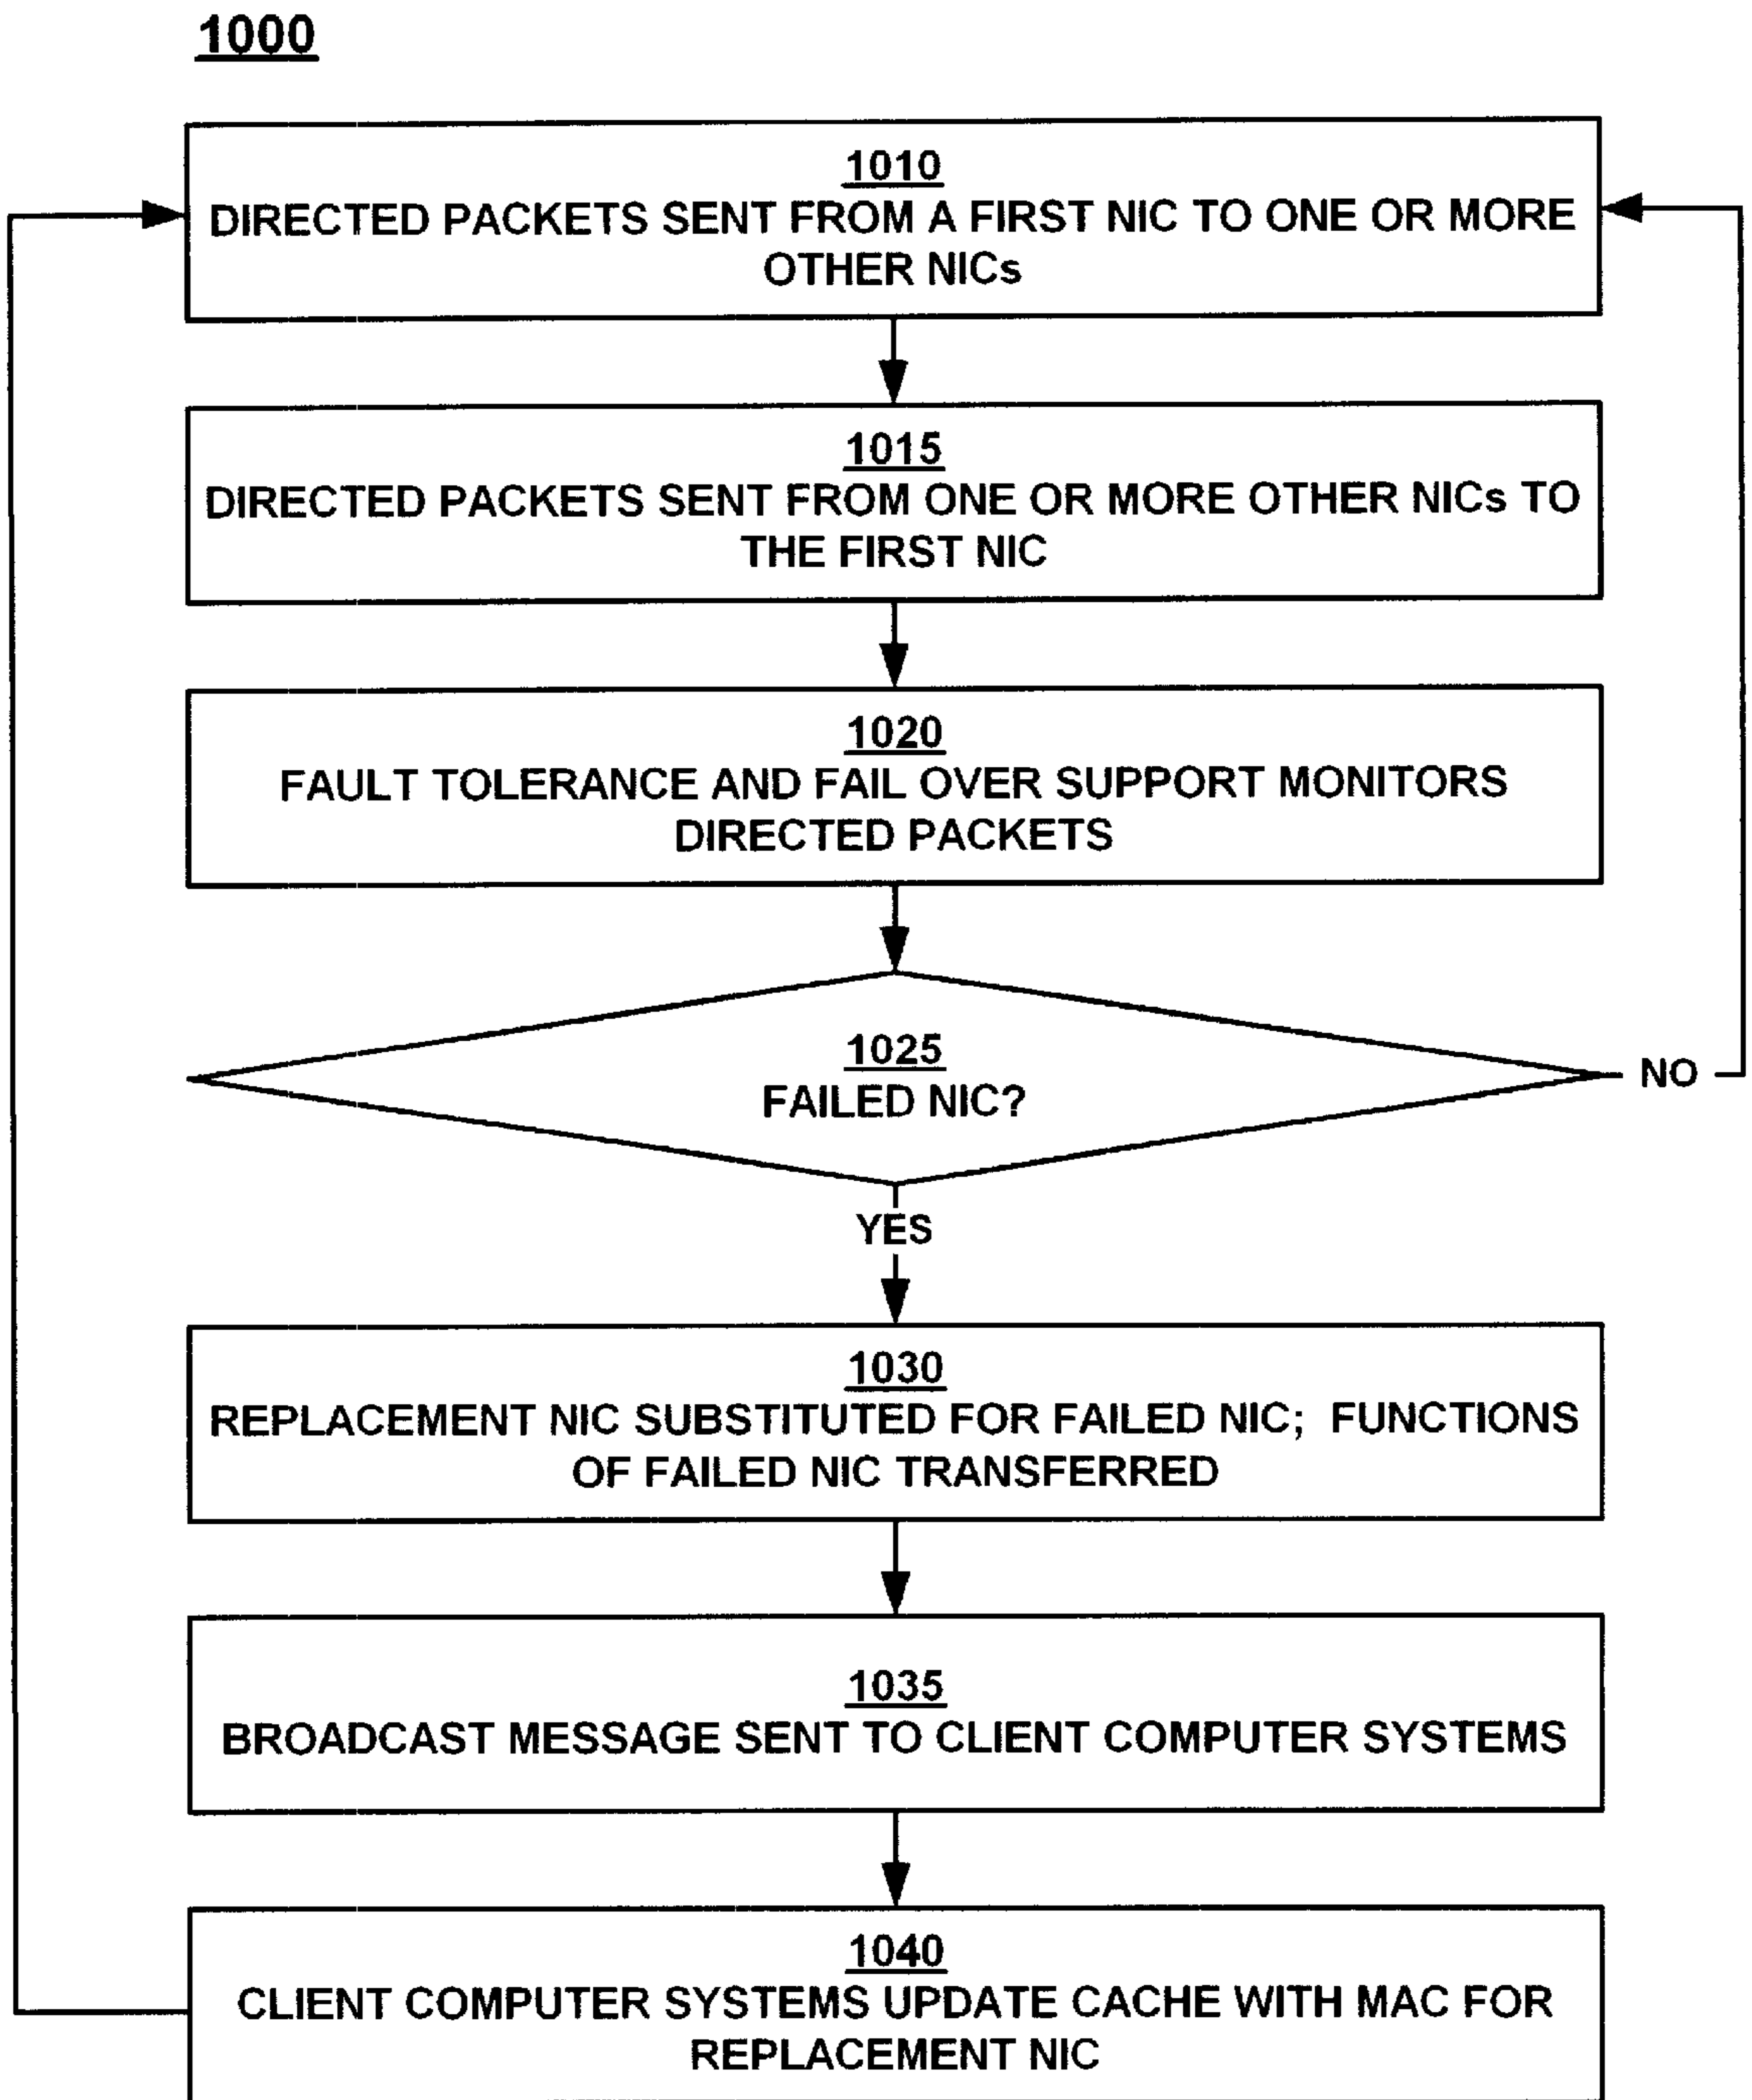 1000
1010
DIRECTED PACKETS SENT FROM A FIRST NIC TO ONE OR MORE
OTHER NICs
1015
DIRECTED PACKETS SENT FROM ONE OR MORE OTHER NICs TO
THE FIRST NIC
1020
FAULT TOLERANCE AND FAIL OVER SUPPORT MONITORS
DIRECTED PACKETS
1025
FAILED NIC?
NO
YES
1030
REPLACEMENT NIC SUBSTITUTED FOR FAILED NIC; FUNCTIONS
OF FAILED NIC TRANSFERRED
1035
BROADCAST MESSAGE SENT TO CLIENT COMPUTER SYSTEMS
1040
CLIENT COMPUTER SYSTEMS UPDATE CACHE WITH MAC FOR
REPLACEMENT NIC